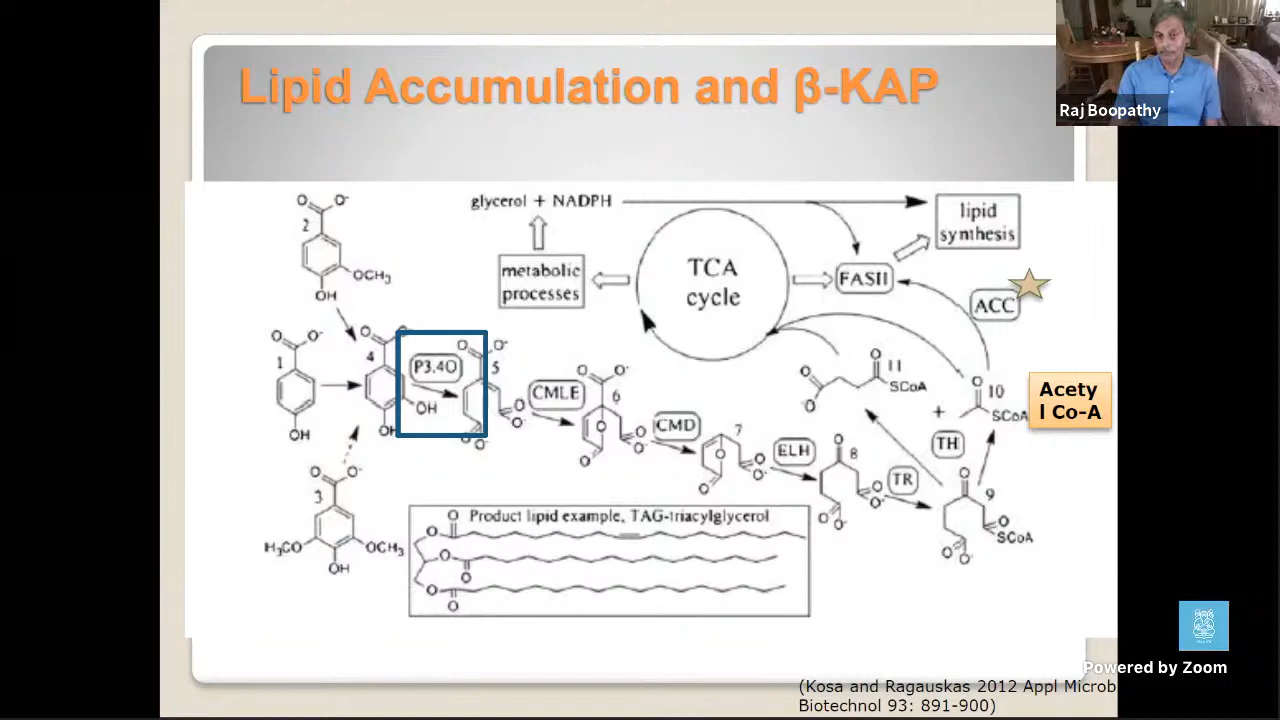 Lipid Accumulation and β-KAP
Raj Boopathy
glycerol + NADPH
lipid
synthesis
metabolic
processes
TCA
cycle
FASII
ACC
2
O
O⁻
OCH₃
OH
1
O
O⁻
OH
4
OH
OH
P3,4O
5
O
O⁻
O
O⁻
O
O⁻
CMLE
6
O
O⁻
O
O
O⁻
O
CMD
7
O
O
O⁻
O
ELH
8
O
O
O⁻
O
O⁻
TR
9
O
O
SCoA
O
O⁻
TH
10
O
SCoA
+
11
O
SCoA
O
O⁻
Acety
l Co-A
3
O
O⁻
H₃CO
OCH₃
OH
Product lipid example, TAG-triacylglycerol
O
O
O
O
O
O
Powered by Zoom
(Kosa and Ragauskas 2012 Appl Microb
Biotechnol 93: 891-900)